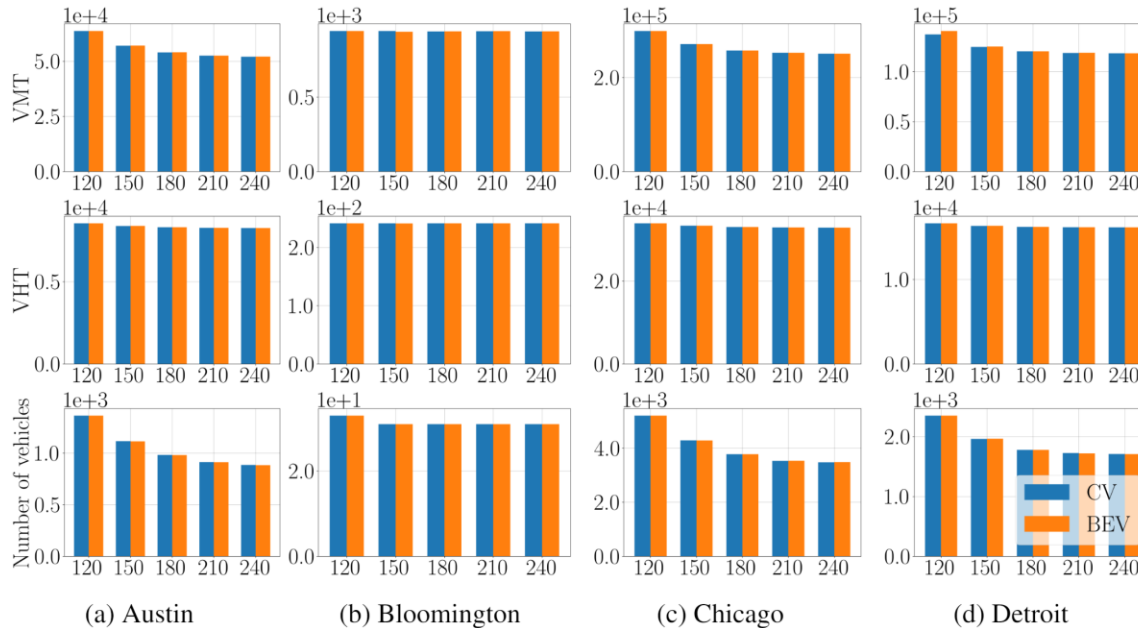 1e+4 1e+3 1e+5 1e+5
VMT
5.0
2.5
0.0
0.5
0.0
2.0
0.0
1.0
0.5
0.0
120 150 180 210 240
120 150 180 210 240
120 150 180 210 240
120 150 180 210 240
1e+4 1e+2 1e+4 1e+4
VHT
0.5
0.0
2.0
1.0
0.0
2.0
0.0
1.0
0.0
120 150 180 210 240
120 150 180 210 240
120 150 180 210 240
120 150 180 210 240
1e+3 1e+1 1e+3 1e+3
Number of vehicles
1.0
0.5
0.0
2.0
0.0
4.0
2.0
0.0
2.0
1.0
0.0
CV
BEV
120 150 180 210 240
120 150 180 210 240
120 150 180 210 240
120 150 180 210 240
(a) Austin
(b) Bloomington
(c) Chicago
(d) Detroit